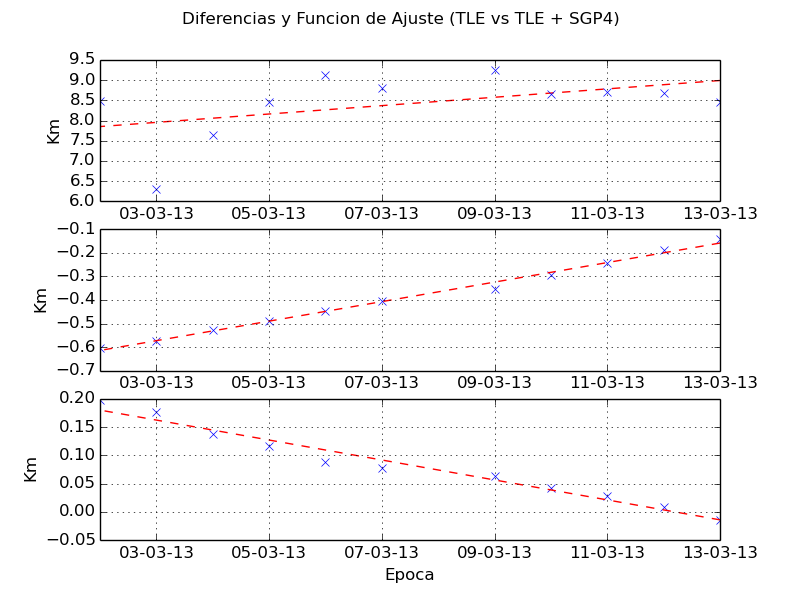 Diferencias y Funcion de Ajuste (TLE vs TLE + SGP4)
9.5
9.0
8.5
8.0
7.5
7.0
6.5
6.0
Km
03-03-13 05-03-13 07-03-13 09-03-13 11-03-13 13-03-13
−0.1
−0.2
−0.3
−0.4
−0.5
−0.6
−0.7
Km
03-03-13 05-03-13 07-03-13 09-03-13 11-03-13 13-03-13
0.20
0.15
0.10
0.05
0.00
−0.05
Km
03-03-13 05-03-13 07-03-13 09-03-13 11-03-13 13-03-13
Epoca